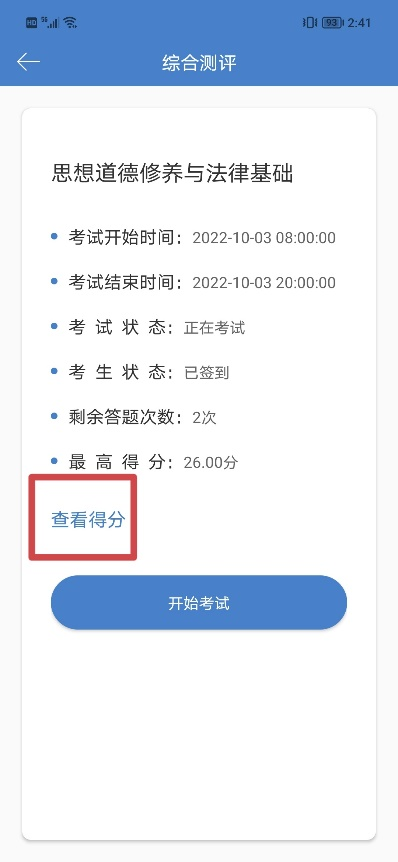 HD 5G 93 2:41
综合测评
思想道德修养与法律基础
考试开始时间：2022-10-03 08:00:00
考试结束时间：2022-10-03 20:00:00
考 试 状 态：正在考试
考 生 状 态：已签到
剩余答题次数：2次
最 高 得 分：26.00分
查看得分
开始考试